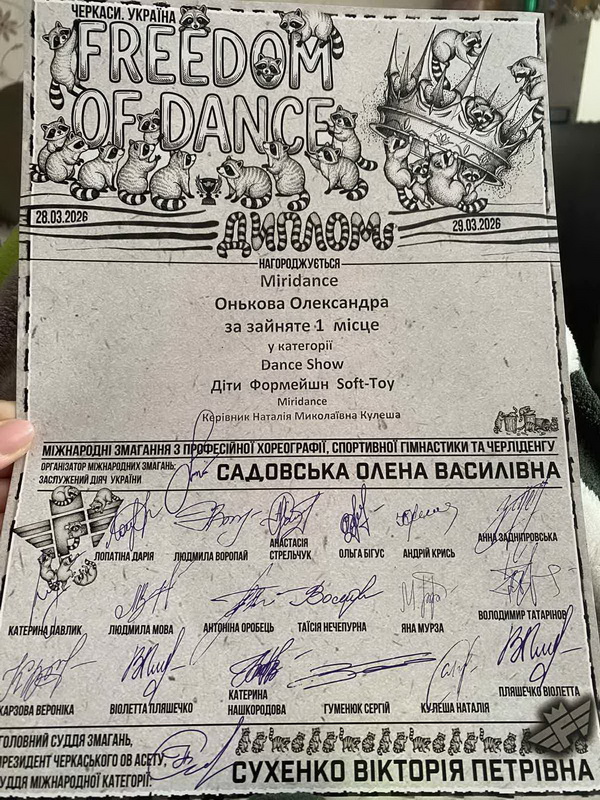 ЧЕРКАСИ. УКРАЇНА
FREEDOM
OF DANCE
28.03.2026
29.03.2026
ДИПЛОМ
НАГОРОДЖУЄТЬСЯ
Miridance
Онькова Олександра
за зайняте 1 місце
у категорії
Dance Show
Діти Формейшн Soft-Toy
Miridance
Керівник Наталія Миколаївна Кулеша
МІЖНАРОДНІ ЗМАГАННЯ З ПРОФЕСІЙНОЇ ХОРЕОГРАФІЇ, СПОРТИВНОЇ ГІМНАСТИКИ ТА ЧЕРЛІДЕНГУ
ОРГАНІЗАТОР МІЖНАРОДНИХ ЗМАГАНЬ:
ЗАСЛУЖЕНИЙ ДІЯЧ УКРАЇНИ
САДОВСЬКА ОЛЕНА ВАСИЛІВНА
ЛОПАТІНА ДАРІЯ
ЛЮДМИЛА ВОРОПАЙ
АНАСТАСІЯ
СТРЕЛЬЧУК
ОЛЬГА БІГУС
АНДРІЙ КРИСЬ
АННА ЗАДНІПРОВСЬКА
КАТЕРИНА ПАВЛИК
ЛЮДМИЛА МОВА
АНТОНІНА ОРОБЕЦЬ
ТАЇСІЯ НЕЧЕПУРНА
ЯНА МУРЗА
ВОЛОДИМИР ТАТАРІНОВ
КАРЗОВА ВЕРОНІКА
ВІОЛЕТТА ПЛЯШЕЧКО
КАТЕРИНА
НАШКОРОДОВА
ГУМЕНЮК СЕРГІЙ
КУЛЄША НАТАЛІЯ
ПЛЯШЕЧКО ВІОЛЕТТА
ГОЛОВНИЙ СУДДЯ ЗМАГАНЬ,
ПРЕЗИДЕНТ ЧЕРКАСЬКОГО ОВ АСЕТУ,
СУДДЯ МІЖНАРОДНОЇ КАТЕГОРІЇ:
СУХЕНКО ВІКТОРІЯ ПЕТРІВНА